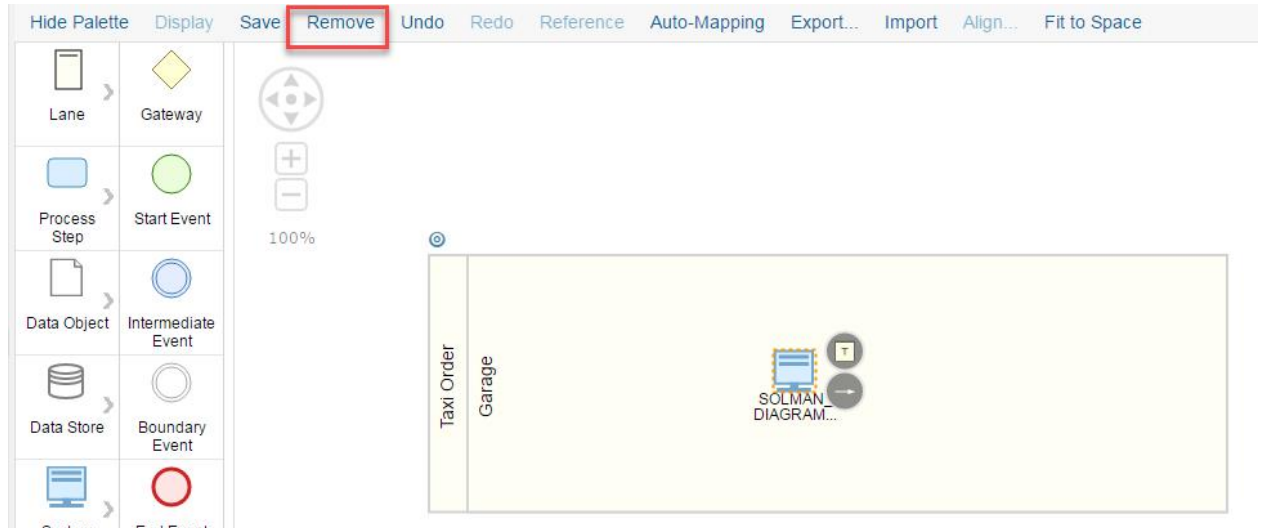 Hide Palette Display Save Remove Undo Redo Reference Auto-Mapping Export... Import Align... Fit to Space
Lane Gateway
Process
Step
Start Event
100%
Data Object
Intermediate
Event
Data Store
Boundary
Event
Taxi Order
Garage
T
SOLMAN_
DIAGRAM...